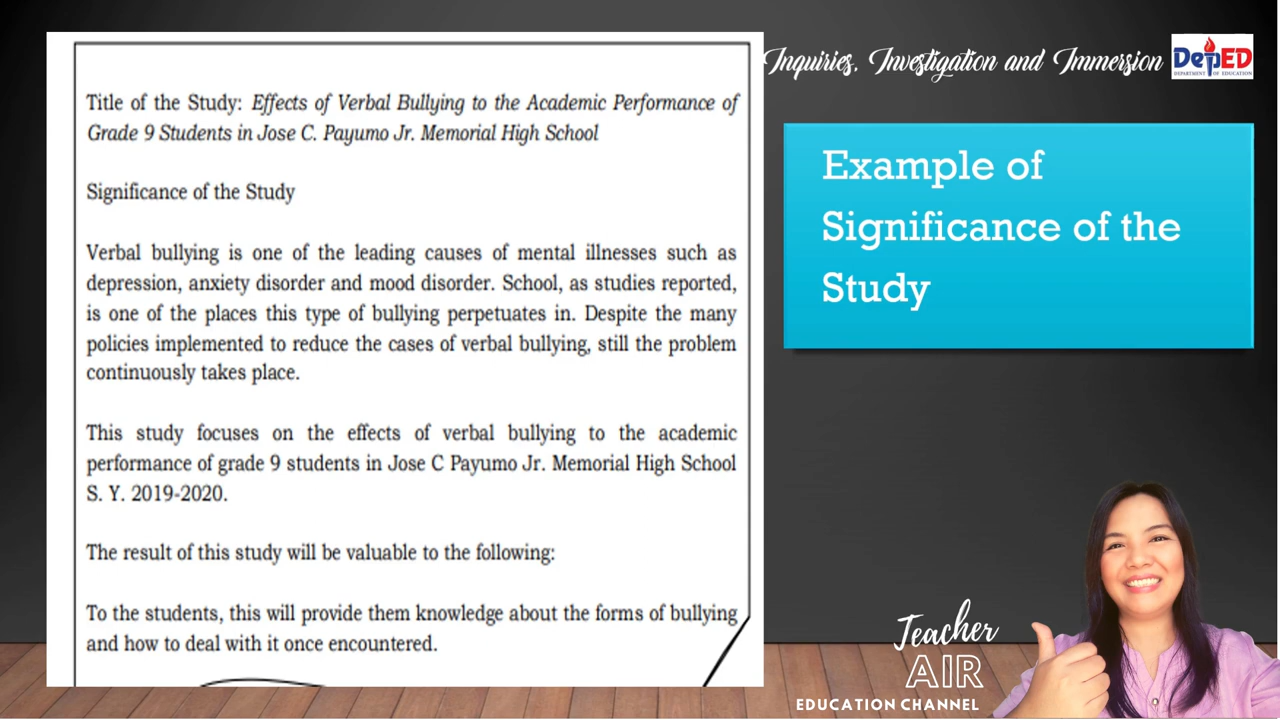 Title of the Study: Effects of Verbal Bullying to the Academic Performance of
Grade 9 Students in Jose C. Payumo Jr. Memorial High School
Significance of the Study
Verbal bullying is one of the leading causes of mental illnesses such as
depression, anxiety disorder and mood disorder. School, as studies reported,
is one of the places this type of bullying perpetuates in. Despite the many
policies implemented to reduce the cases of verbal bullying, still the problem
continuously takes place.
This study focuses on the effects of verbal bullying to the academic
performance of grade 9 students in Jose C Payumo Jr. Memorial High School
S. Y. 2019-2020.
The result of this study will be valuable to the following:
To the students, this will provide them knowledge about the forms of bullying
and how to deal with it once encountered.
Inquiries, Investigation and Immersion
DepED
DEPARTMENT OF EDUCATION
Example of
Significance of the
Study
Teacher
AIR
EDUCATION CHANNEL